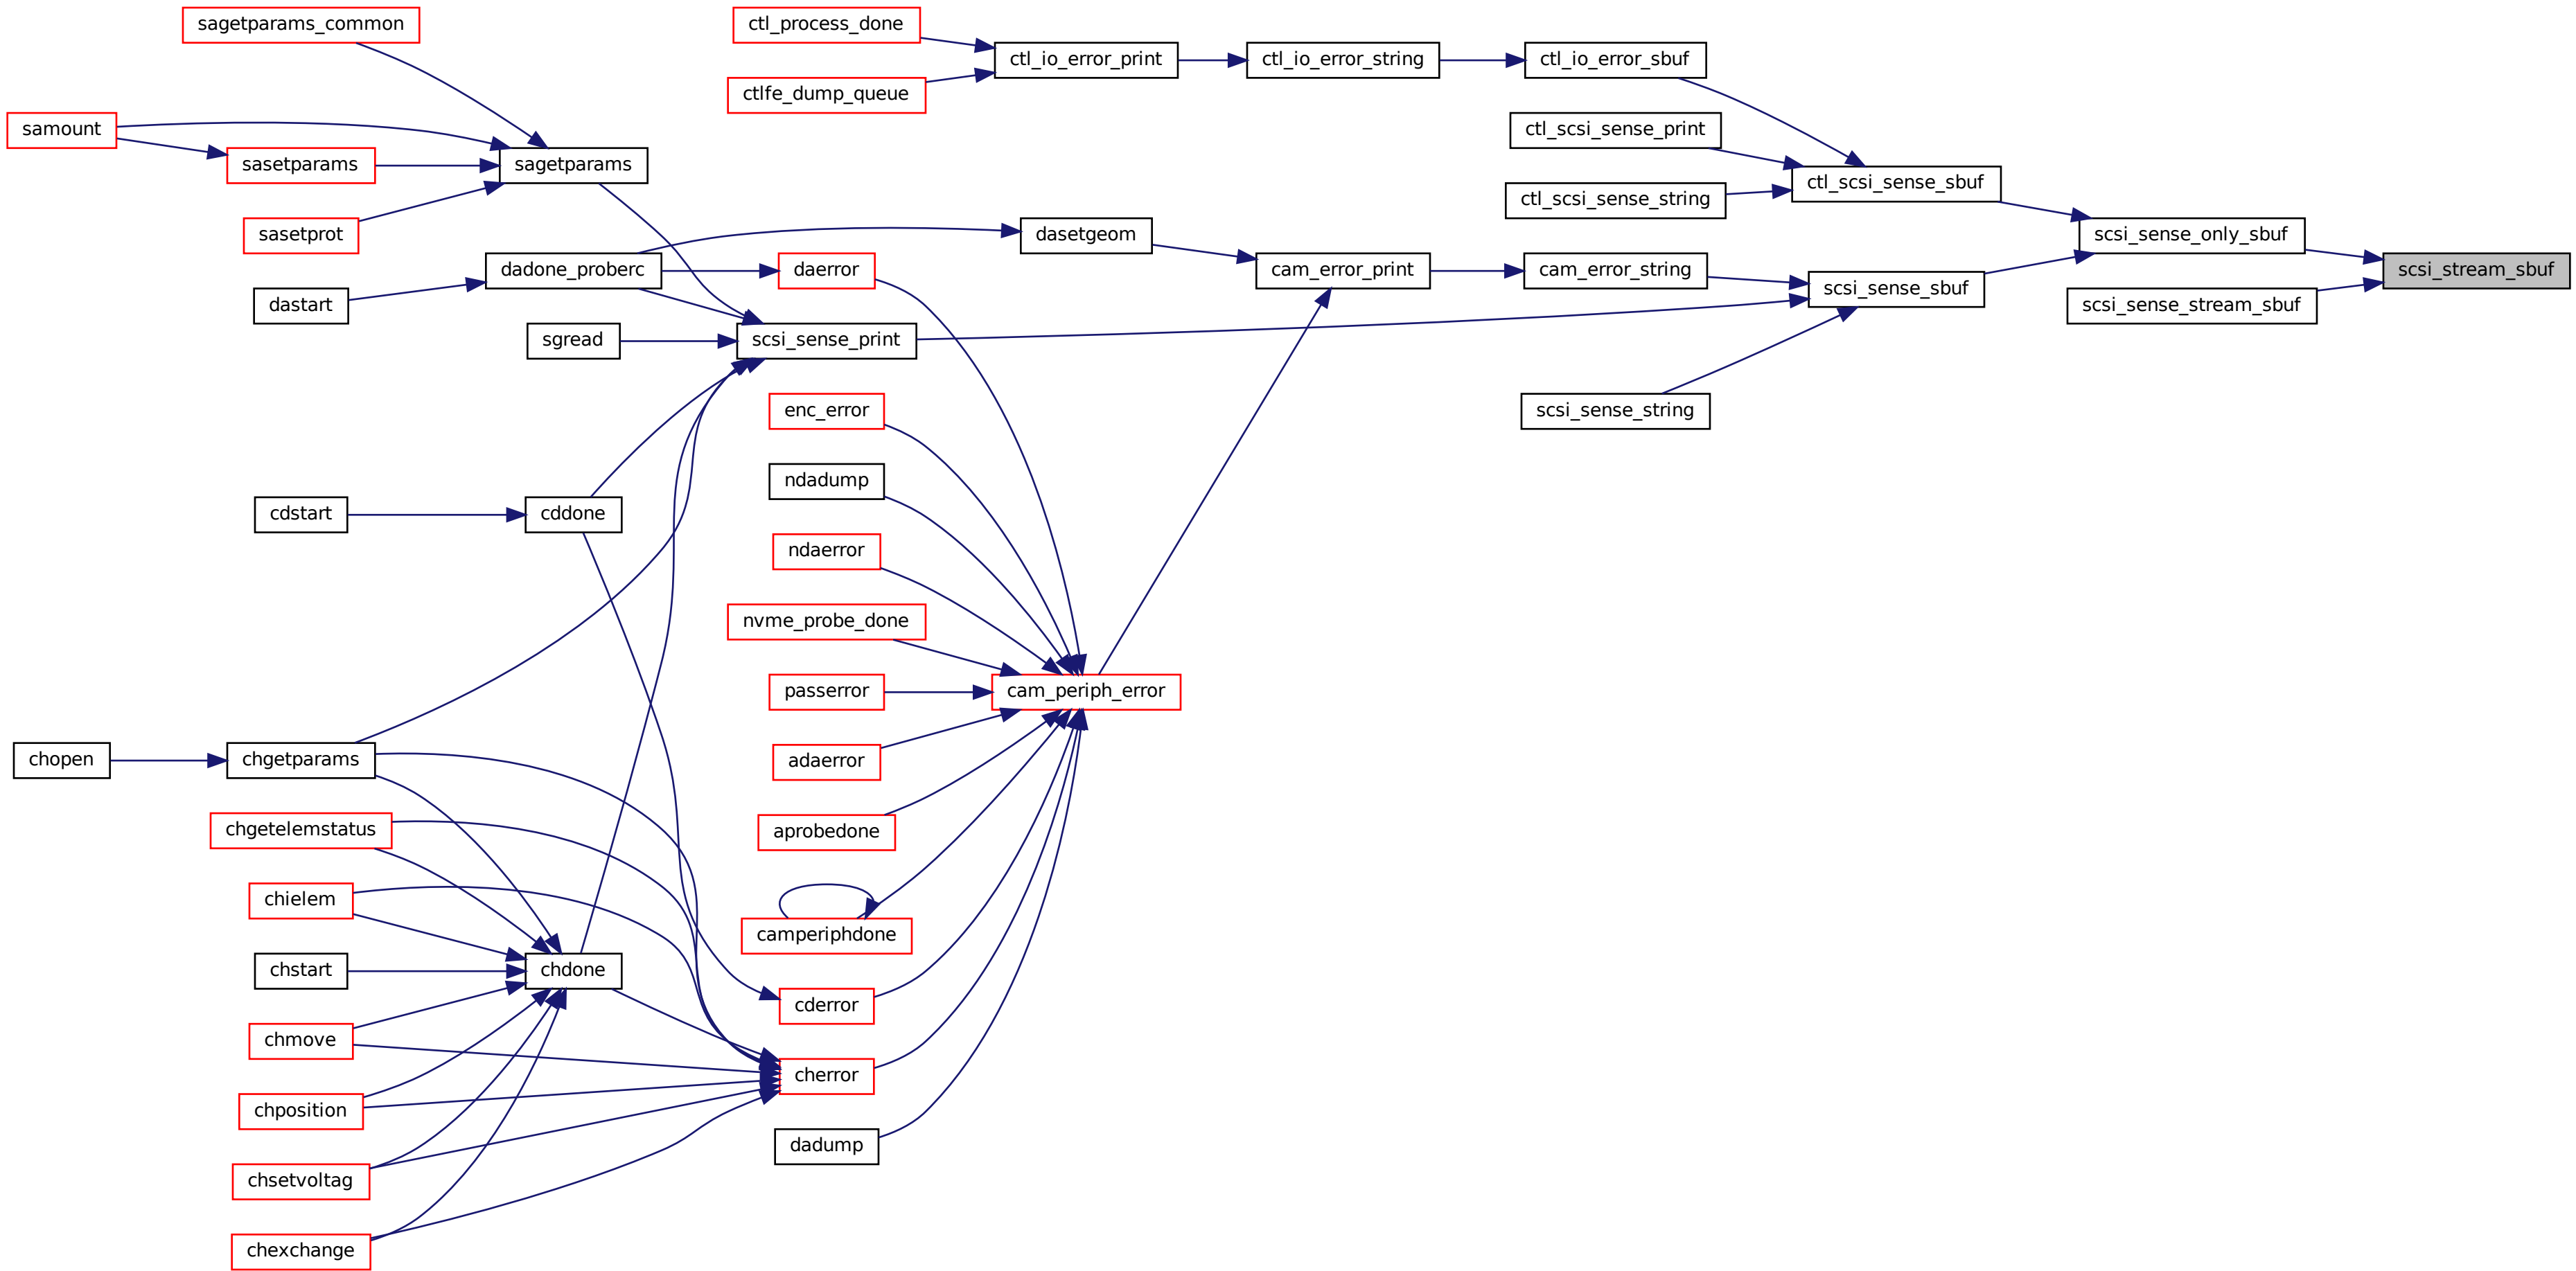 sagetparams_common
ctl_process_done
ctl_io_error_print
ctl_io_error_string
ctl_io_error_sbuf
ctlfe_dump_queue
samount
ctl_scsi_sense_print
sasetparams
sagetparams
ctl_scsi_sense_sbuf
ctl_scsi_sense_string
sasetprot
dasetgeom
scsi_sense_only_sbuf
dadone_proberc
daerror
cam_error_print
cam_error_string
scsi_stream_sbuf
scsi_sense_sbuf
dastart
scsi_sense_stream_sbuf
sgread
scsi_sense_print
enc_error
scsi_sense_string
ndadump
cdstart
cddone
ndaerror
nvme_probe_done
passerror
cam_periph_error
chopen
chgetparams
adaerror
chgetelemstatus
aprobedone
chielem
camperiphdone
chstart
chdone
cderror
chmove
cherror
chposition
dadump
chsetvoltag
chexchange